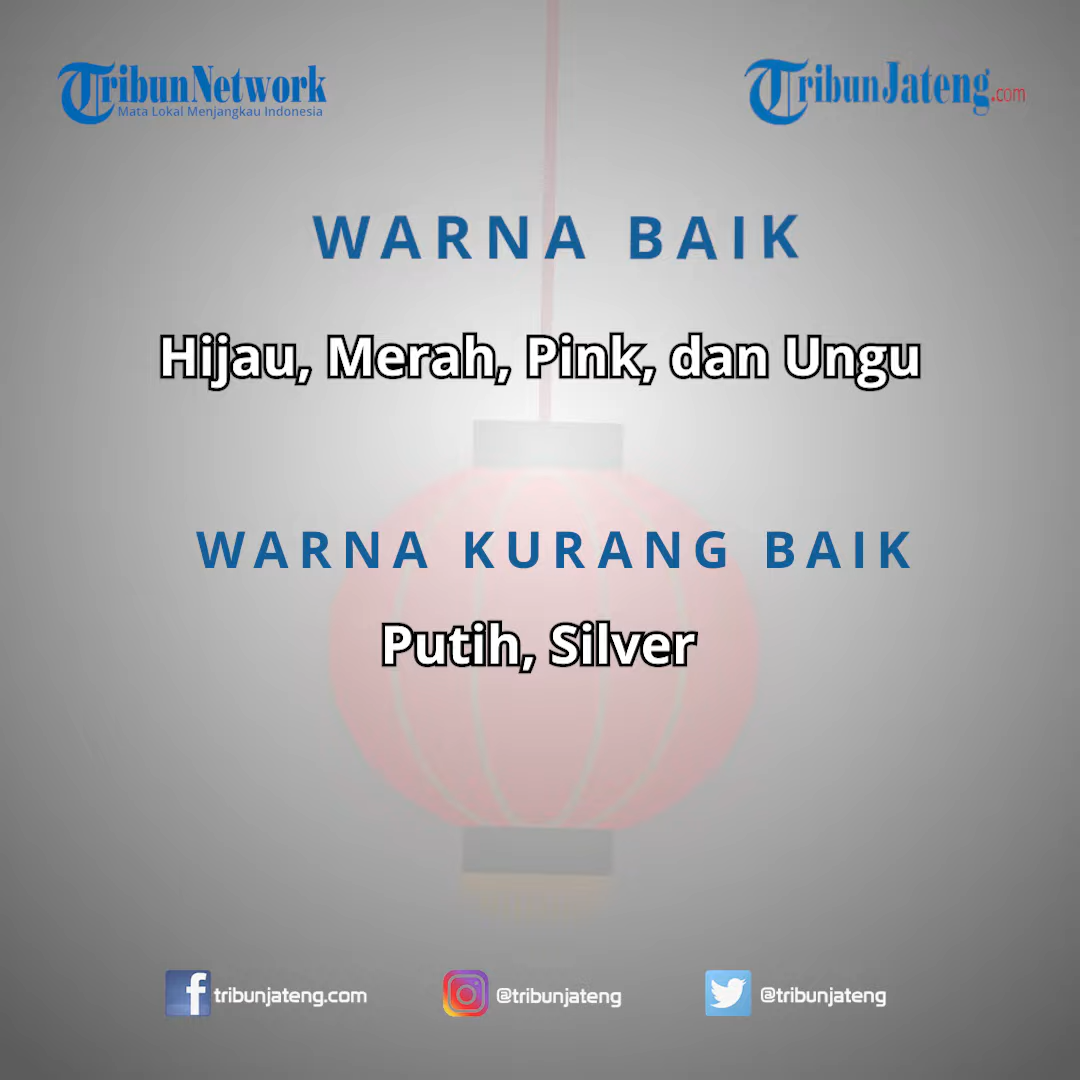 TribunNetwork
Mata Lokal Menjangkau Indonesia
TribunJateng.com
WARNA BAIK
Hijau, Merah, Pink, dan Ungu
WARNA KURANG BAIK
Putih, Silver
tribunjateng.com
@tribunjateng
@tribunjateng